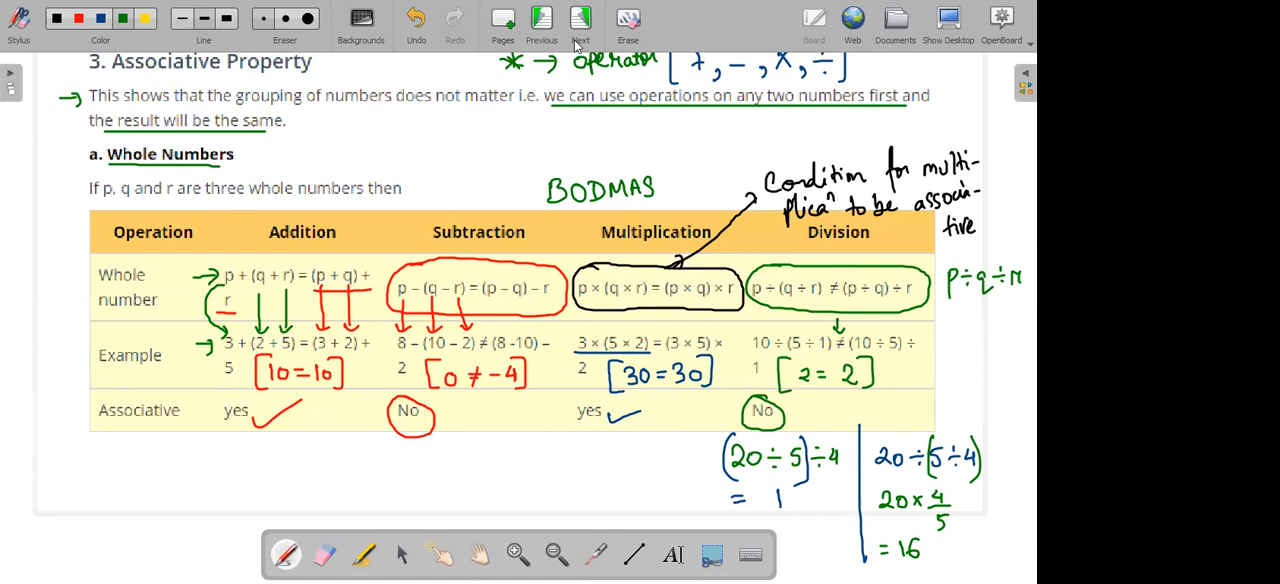 Stylus Color Line Eraser Backgrounds Undo Redo Pages Previous Next Erase Board Web Documents Show Desktop OpenBoard
3. Associative Property
* → operator [+, -, ×, ÷]
→ This shows that the grouping of numbers does not matter i.e. we can use operations on any two numbers first and
the result will be the same.
a. Whole Numbers
Condition for multi-
plicaⁿ to be associa-
tive
If p, q and r are three whole numbers then
BODMAS
Operation Addition Subtraction Multiplication Division
Whole number p + (q + r) = (p + q) + r p – (q – r) = (p – q) – r p × (q × r) = (p × q) × r p ÷ (q ÷ r) ≠ (p ÷ q) ÷ r
p÷q÷r
Example 3 + (2 + 5) = (3 + 2) + 5 8 – (10 – 2) ≠ (8 -10) – 2 3 × (5 × 2) = (3 × 5) × 2 10 ÷ (5 ÷ 1) ≠ (10 ÷ 5) ÷ 1
[10=10] [0 ≠ -4] [30=30] [2 = 2]
Associative yes No yes No
(20÷5)÷4
= 1
20÷(5÷4)
20×4/5
=16